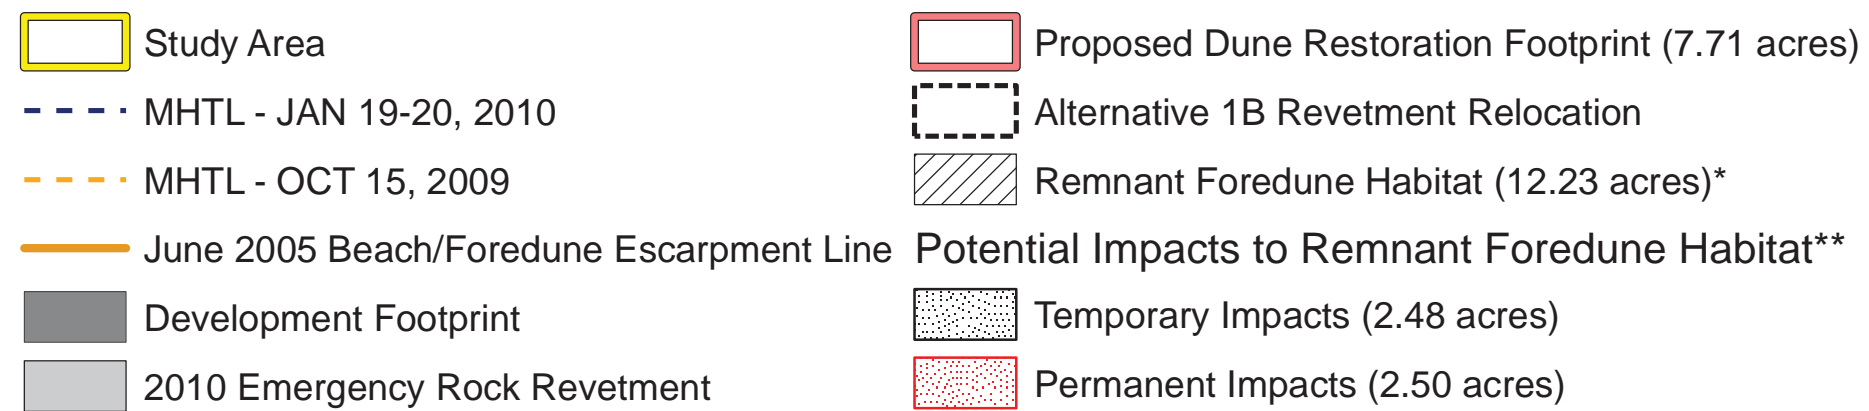 Study Area
MHTL - JAN 19-20, 2010
MHTL - OCT 15, 2009
June 2005 Beach/Foredune Escarpment Line
Development Footprint
2010 Emergency Rock Revetment
Proposed Dune Restoration Footprint (7.71 acres)
Alternative 1B Revetment Relocation
Remnant Foredune Habitat (12.23 acres)*
Potential Impacts to Remnant Foredune Habitat**
Temporary Impacts (2.48 acres)
Permanent Impacts (2.50 acres)